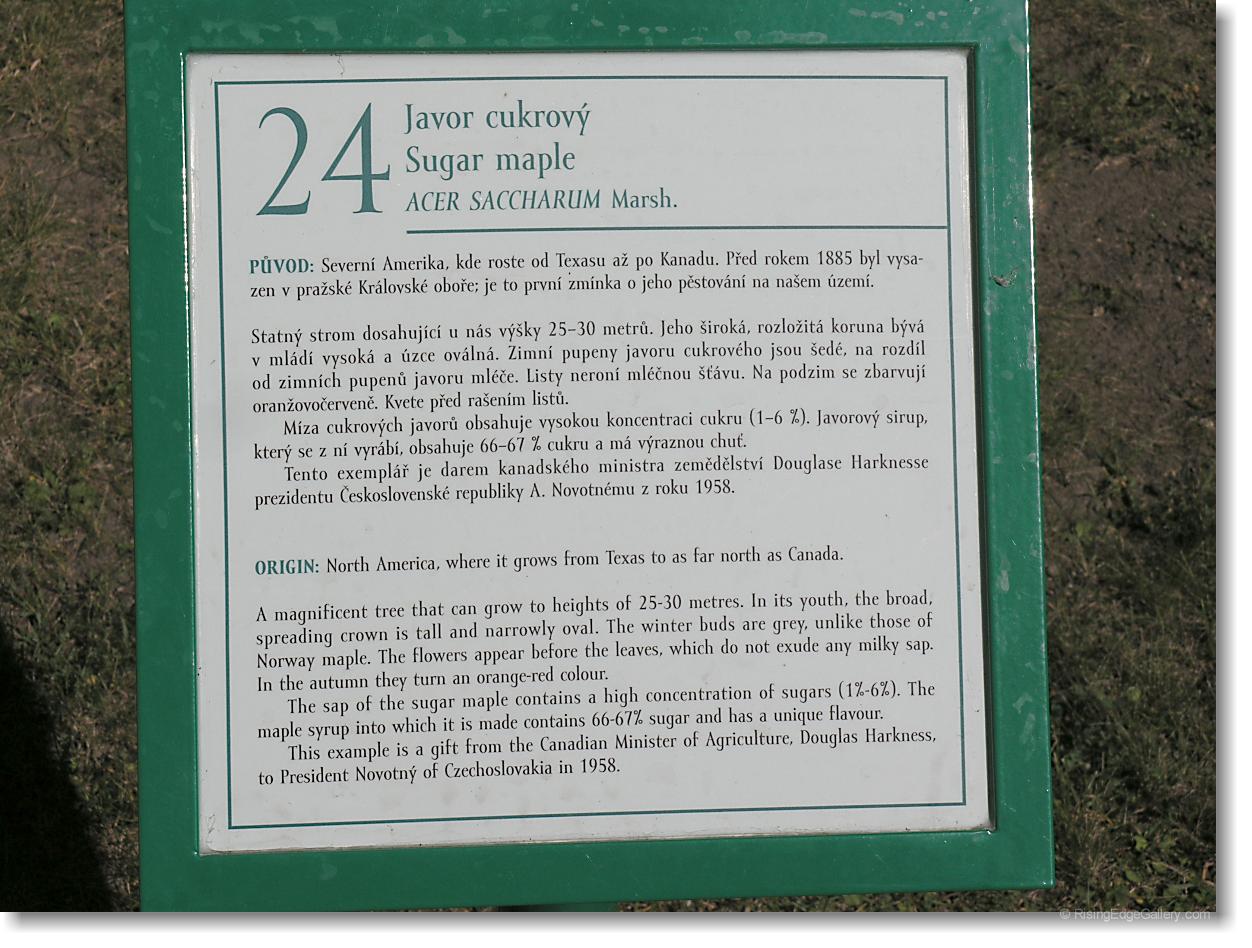 24
Javor cukrový
Sugar maple
ACER SACCHARUM Marsh.
PŮVOD: Severní Amerika, kde roste od Texasu až po Kanadu. Před rokem 1885 byl vysa-
zen v pražské Královské oboře; je to první zmínka o jeho pěstování na našem území.
Statný strom dosahující u nás výšky 25–30 metrů. Jeho široká, rozložitá koruna bývá
v mládí vysoká a úzce oválná. Zimní pupeny javoru cukrového jsou šedé, na rozdíl
od zimních pupenů javoru mléče. Listy neroní mléčnou šťávu. Na podzim se zbarvují
oranžovočerveně. Kvete před rašením listů.
Míza cukrových javorů obsahuje vysokou koncentraci cukru (1–6 %). Javorový sirup,
který se z ní vyrábí, obsahuje 66–67 % cukru a má výraznou chuť.
Tento exemplář je darem kanadského ministra zemědělství Douglase Harknesse
prezidentu Československé republiky A. Novotnému z roku 1958.
ORIGIN: North America, where it grows from Texas to as far north as Canada.
A magnificent tree that can grow to heights of 25-30 metres. In its youth, the broad,
spreading crown is tall and narrowly oval. The winter buds are grey, unlike those of
Norway maple. The flowers appear before the leaves, which do not exude any milky sap.
In the autumn they turn an orange-red colour.
The sap of the sugar maple contains a high concentration of sugars (1%-6%). The
maple syrup into which it is made contains 66-67% sugar and has a unique flavour.
This example is a gift from the Canadian Minister of Agriculture, Douglas Harkness,
to President Novotný of Czechoslovakia in 1958.
© RisingEdgeGallery.com